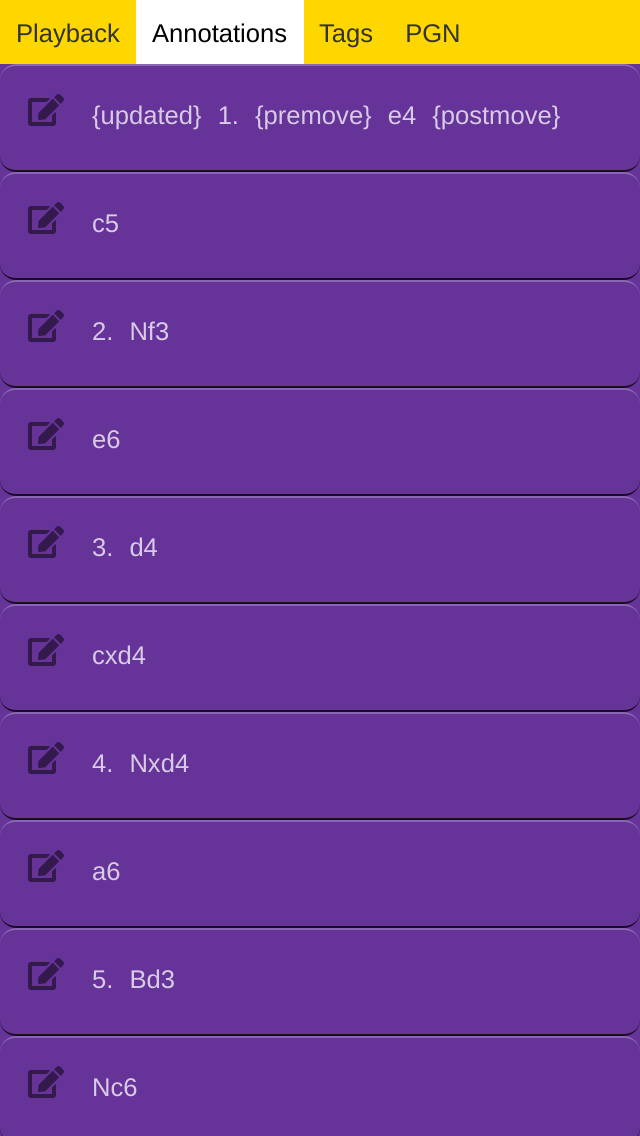 Playback Annotations Tags PGN
{updated} 1. {premove} e4 {postmove}
c5
2. Nf3
e6
3. d4
cxd4
4. Nxd4
a6
5. Bd3
Nc6